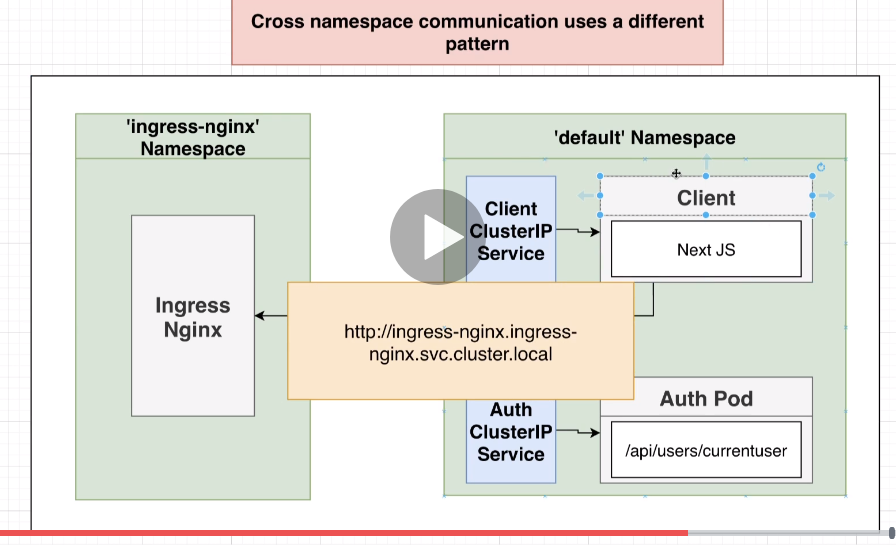 Cross namespace communication uses a different
pattern
'ingress-nginx'
Namespace
'default' Namespace
Client
ClusterIP
Service
Client
Next JS
Ingress
Nginx
http://ingress-nginx.ingress-
nginx.svc.cluster.local
Auth
ClusterIP
Service
Auth Pod
/api/users/currentuser